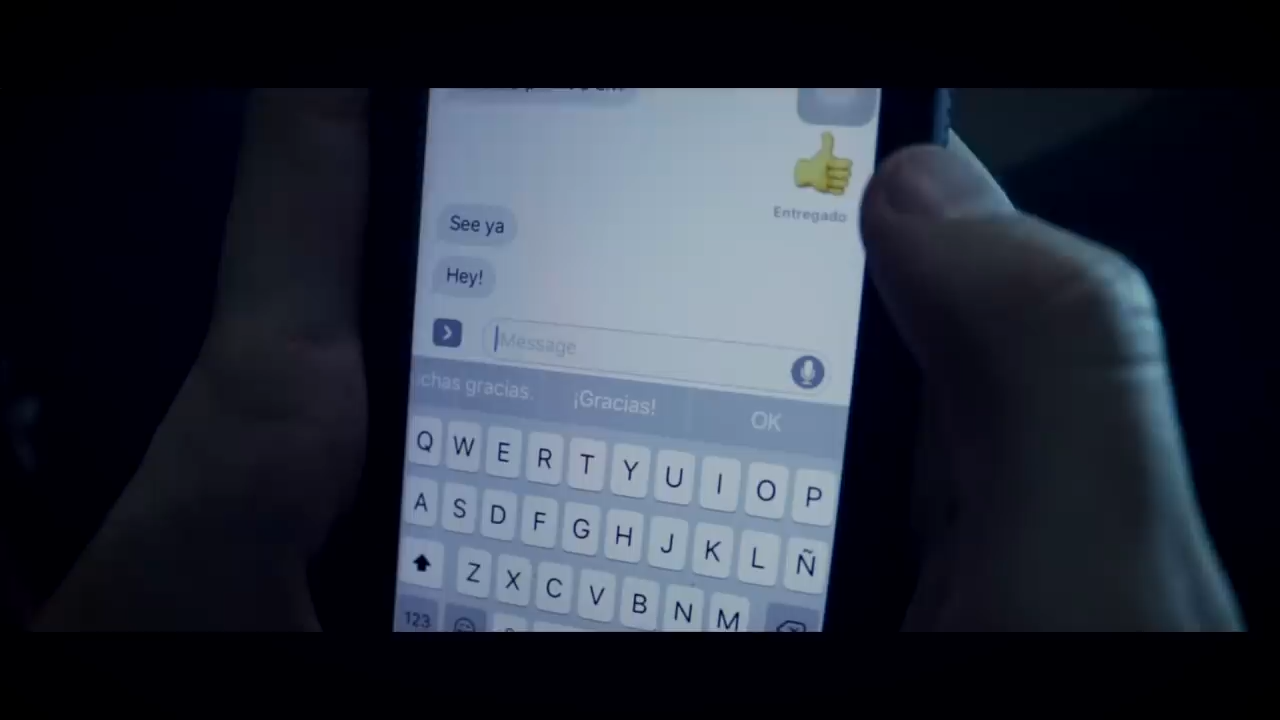 Entregado
See ya
Hey!
Message
chas gracias. ¡Gracias! OK
Q W E R T Y U I O P
A S D F G H J K L Ñ
Z X C V B N M
123